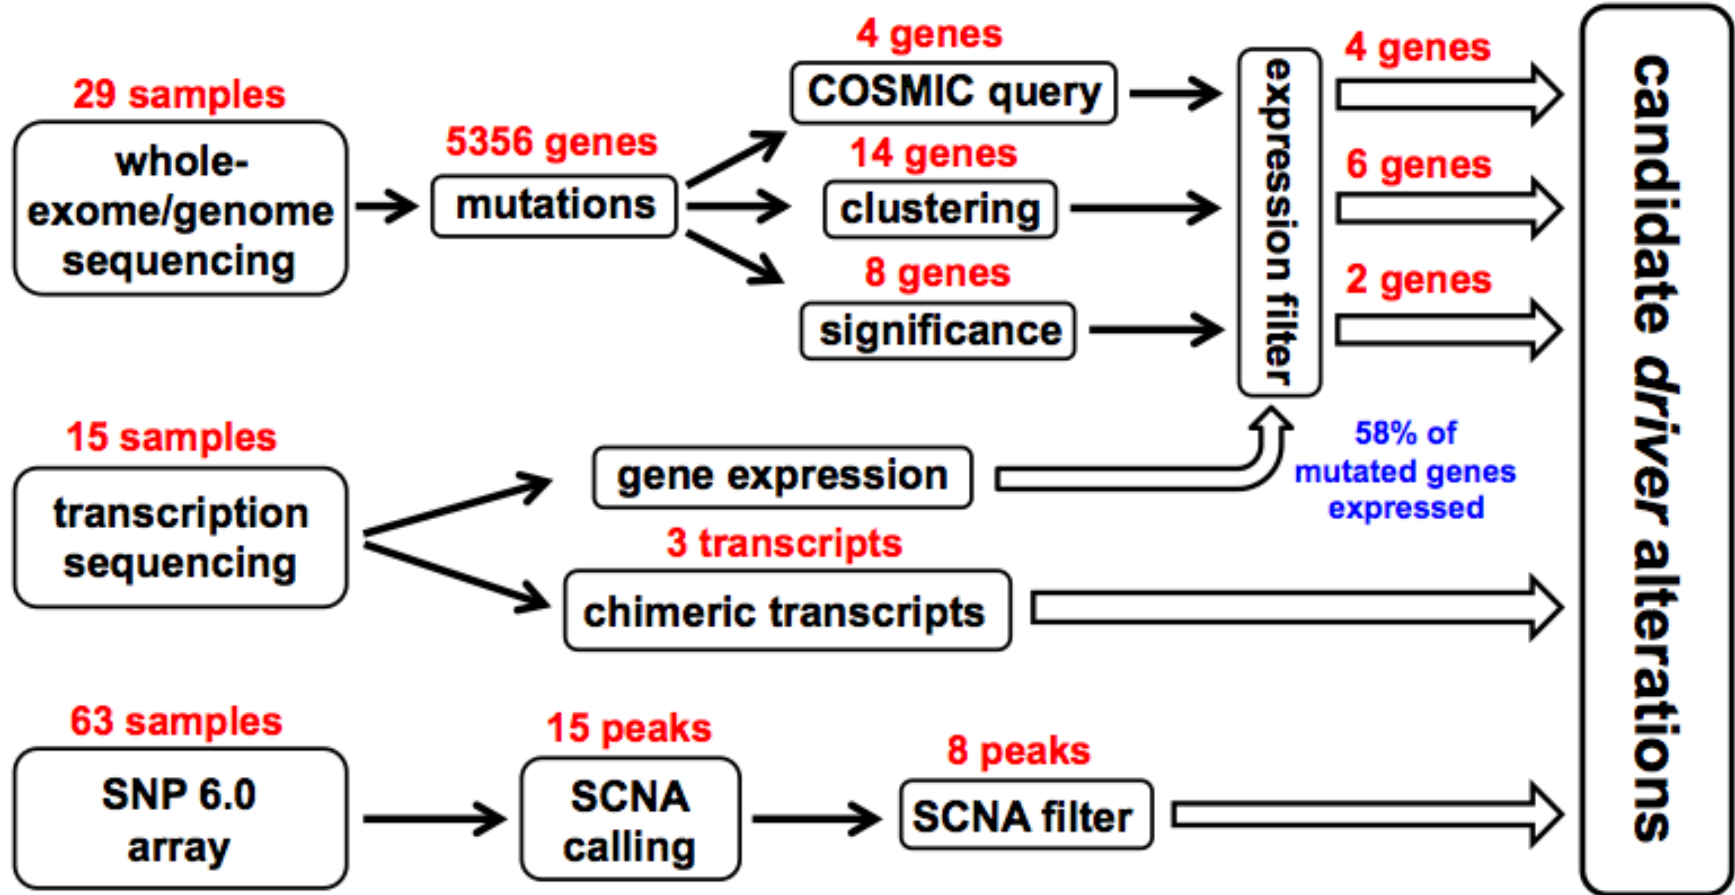 29 samples
whole-
exome/genome
sequencing
5356 genes
mutations
4 genes
COSMIC query
14 genes
clustering
8 genes
significance
expression filter
4 genes
6 genes
2 genes
58% of
mutated genes
expressed
15 samples
transcription
sequencing
gene expression
3 transcripts
chimeric transcripts
63 samples
SNP 6.0
array
15 peaks
SCNA
calling
8 peaks
SCNA filter
candidate driver alterations